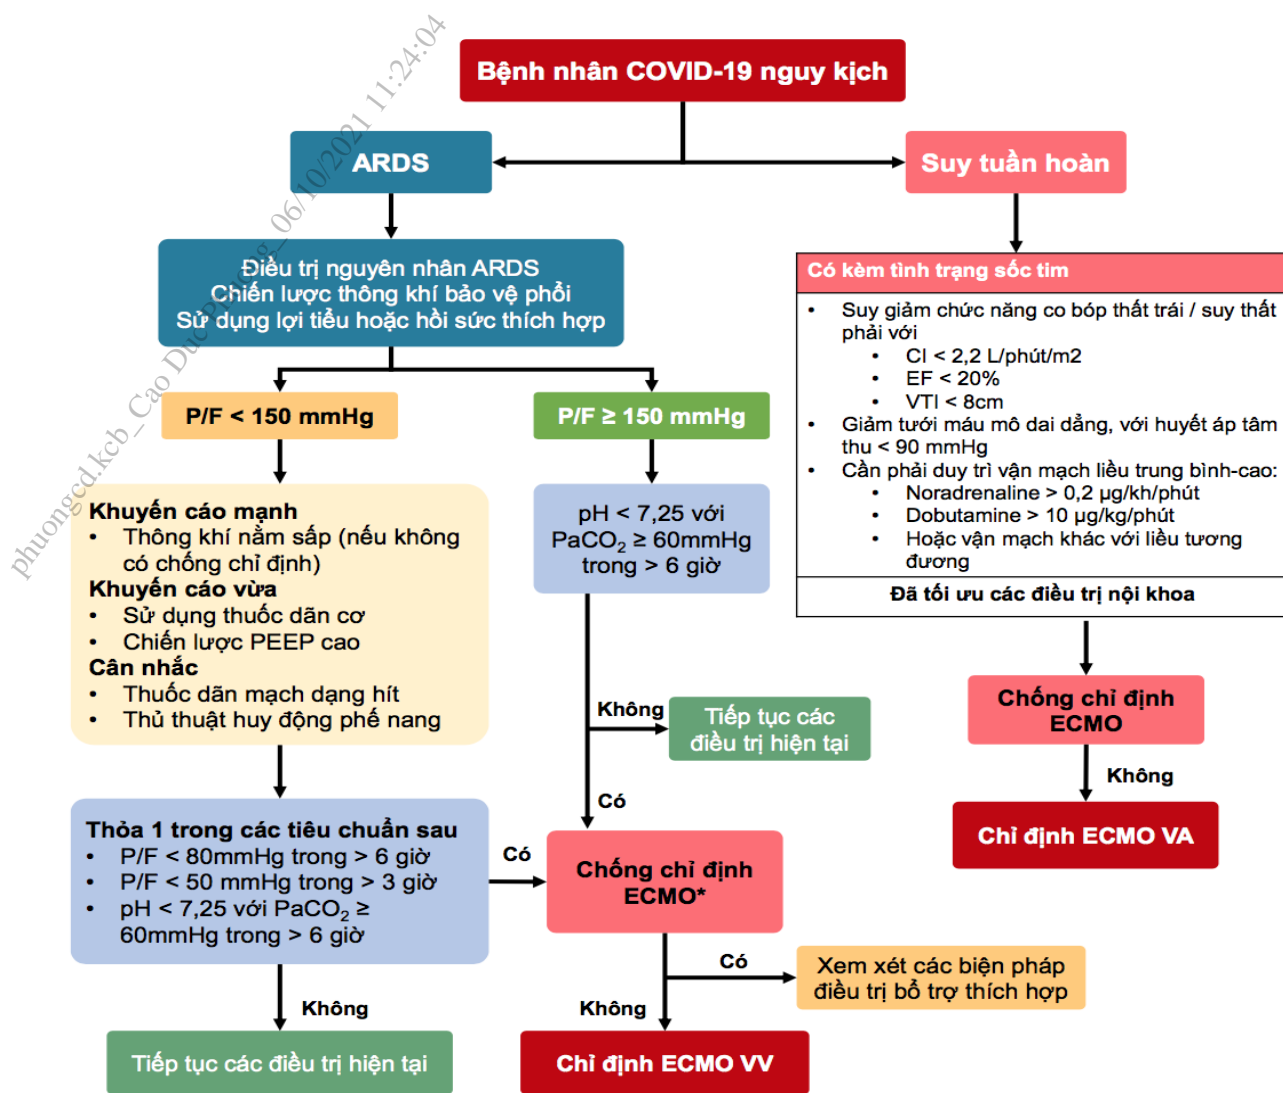 phuongcd.kcb_Cao Duc Phuong_06/10/2021 11:24:04
Bệnh nhân COVID-19 nguy kịch
ARDS
Suy tuần hoàn
Điều trị nguyên nhân ARDS
Chiến lược thông khí bảo vệ phổi
Sử dụng lợi tiểu hoặc hồi sức thích hợp
P/F < 150 mmHg
P/F ≥ 150 mmHg
Khuyến cáo mạnh
• Thông khí nằm sấp (nếu không
có chống chỉ định)
Khuyến cáo vừa
• Sử dụng thuốc dãn cơ
• Chiến lược PEEP cao
Cân nhắc
• Thuốc dãn mạch dạng hít
• Thủ thuật huy động phế nang
pH < 7,25 với
PaCO₂ ≥ 60mmHg
trong > 6 giờ
Không
Tiếp tục các
điều trị hiện tại
Có
Thỏa 1 trong các tiêu chuẩn sau
• P/F < 80mmHg trong > 6 giờ
• P/F < 50 mmHg trong > 3 giờ
• pH < 7,25 với PaCO₂ ≥
60mmHg trong > 6 giờ
Có
Chống chỉ định
ECMO*
Không
Tiếp tục các điều trị hiện tại
Có
Xem xét các biện pháp
điều trị bổ trợ thích hợp
Không
Chỉ định ECMO VV
Có kèm tình trạng sốc tim
• Suy giảm chức năng co bóp thất trái / suy thất
phải với
• CI < 2,2 L/phút/m2
• EF < 20%
• VTI < 8cm
• Giảm tưới máu mô dai dẳng, với huyết áp tâm
thu < 90 mmHg
• Cần phải duy trì vận mạch liều trung bình-cao:
• Noradrenaline > 0,2 µg/kh/phút
• Dobutamine > 10 µg/kg/phút
• Hoặc vận mạch khác với liều tương
đương
Đã tối ưu các điều trị nội khoa
Chống chỉ định
ECMO
Không
Chỉ định ECMO VA